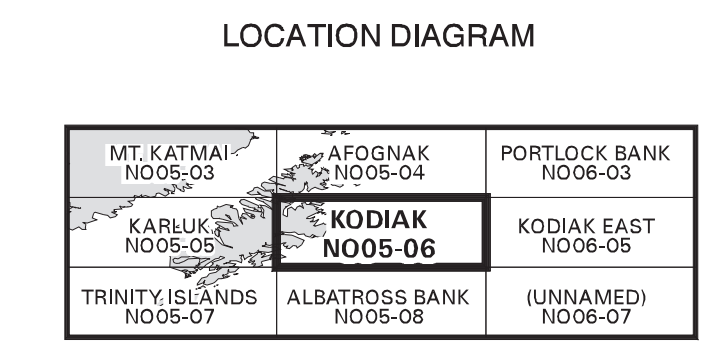 LOCATION DIAGRAM
MT. KATMAI
NO05-03
AFOGNAK
NO05-04
PORTLOCK BANK
NO06-03
KARLUK
NO05-05
KODIAK
NO05-06
KODIAK EAST
NO06-05
TRINITY ISLANDS
NO05-07
ALBATROSS BANK
NO05-08
(UNNAMED)
NO06-07